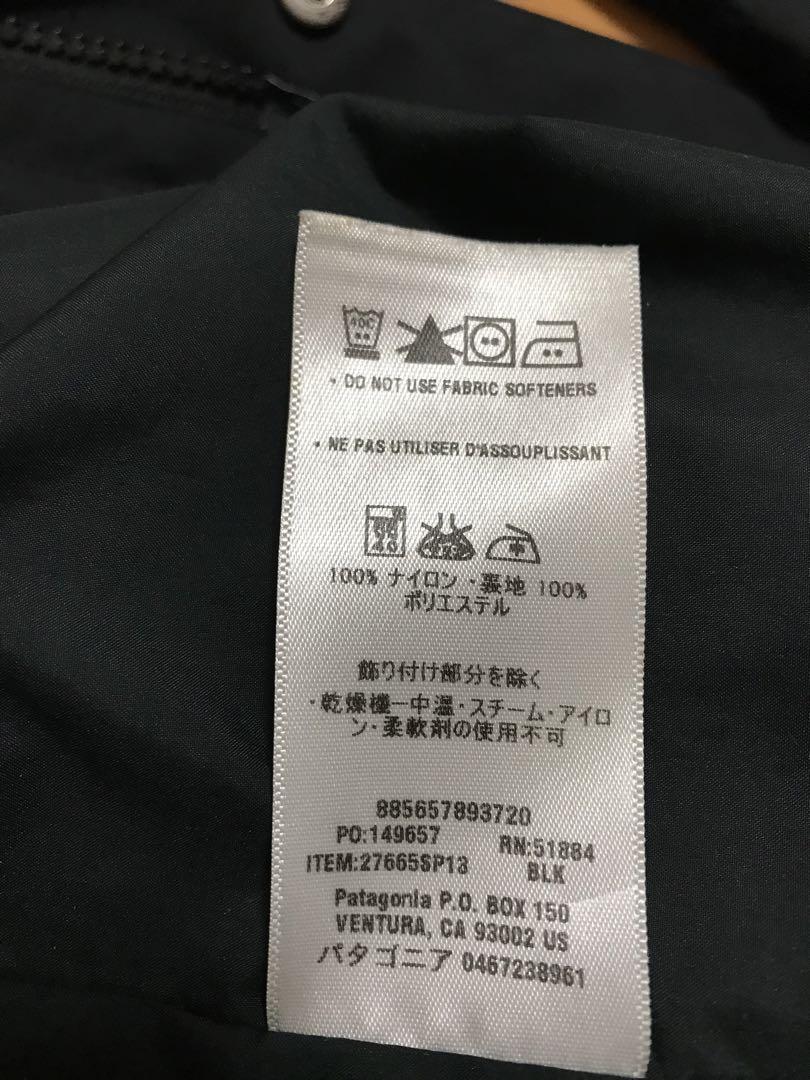 40C
• DO NOT USE FABRIC SOFTENERS
• NE PAS UTILISER D'ASSOUPLISSANT
40
100% ナイロン・裏地 100%
ポリエステル
飾り付け部分を除く
・乾燥機ー中温・スチーム・アイロ
ン・柔軟剤の使用不可
885657893720
PO:149657 RN:51884
ITEM:27665SP13 BLK
Patagonia P.O. BOX 150
VENTURA, CA 93002 US
パタゴニア 0467238961